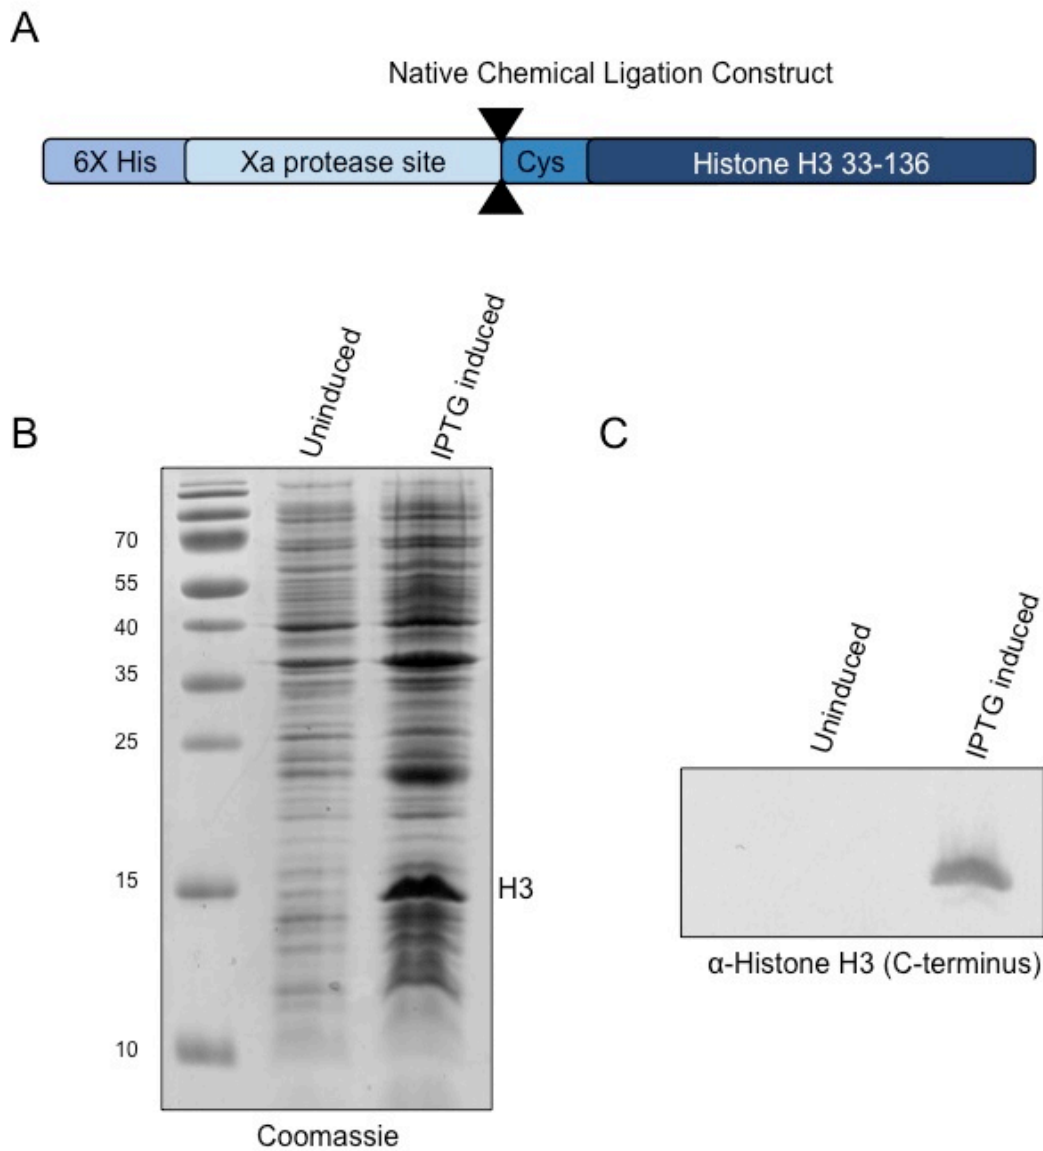 A
Native Chemical Ligation Construct
6X His Xa protease site Cys Histone H3 33-136
B
Uninduced
IPTG induced
70
55
40
35
25
15
10
H3
Coomassie
C
Uninduced
IPTG induced
α-Histone H3 (C-terminus)